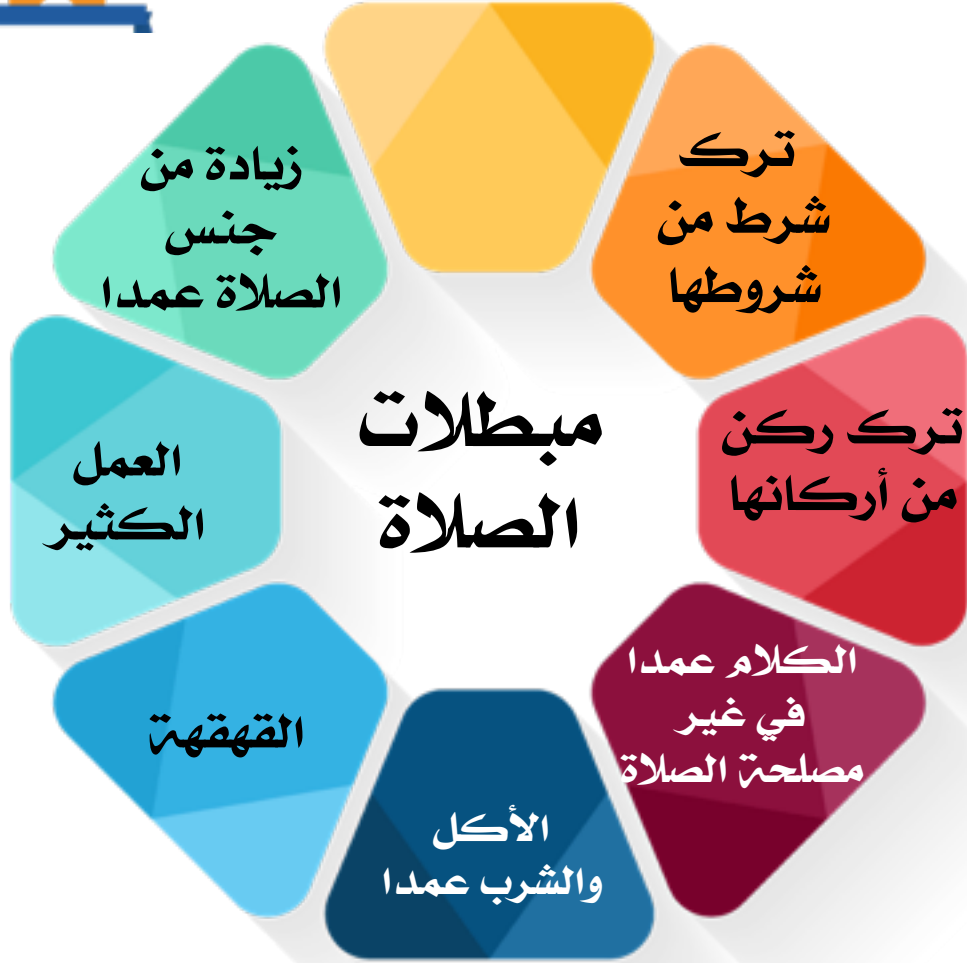 مبطلات
الصلاة
ترك
شرط من
شروطها
ترك ركن
من أركانها
الكلام عمدا
في غير
مصلحة الصلاة
الأكل
والشرب عمدا
القهقهة
العمل
الكثير
زيادة من
جنس
الصلاة عمدا